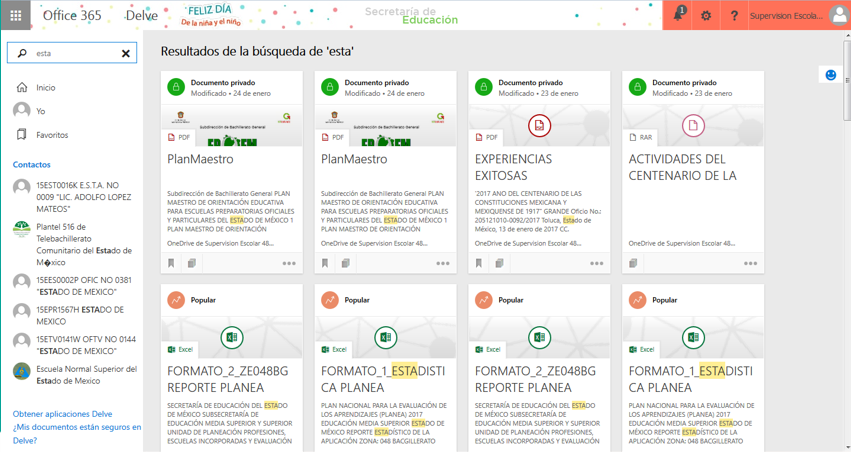 Office 365
Delve
FELIZ DÍA
De la niña y el niño
Secretaría de
Educación
1
?
Supervision Escola...
esta
Inicio
Yo
Favoritos
Contactos
15EST0016K E.S.T.A. NO
0009 "LIC. ADOLFO LOPEZ
MATEOS"
Plantel 516 de
Telebachillerato
Comunitario del Estado de
M�xico
15EES0002P OFIC NO 0381
"ESTADO DE MEXICO"
15EPR1567H ESTADO DE
MEXICO
15ETV0141W OFTV NO 0144
"ESTADO DE MEXICO"
Escuela Normal Superior del
Estado de Mexico
Obtener aplicaciones Delve
¿Mis documentos están seguros en
Delve?
Resultados de la búsqueda de 'esta'
Documento privado
Modificado • 24 de enero
Subdirección de Bachillerato General
PDF
PlanMaestro
Subdirección de Bachillerato General PLAN
MAESTRO DE ORIENTACIÓN EDUCATIVA
PARA ESCUELAS PREPARATORIAS OFICIALES
Y PARTICULARES DEL ESTADO DE MÉXICO 1
PLAN MAESTRO DE ORIENTACIÓN
OneDrive de Supervision Escolar 48...
Documento privado
Modificado • 24 de enero
Subdirección de Bachillerato General
PDF
PlanMaestro
Subdirección de Bachillerato General PLAN
MAESTRO DE ORIENTACIÓN EDUCATIVA
PARA ESCUELAS PREPARATORIAS OFICIALES
Y PARTICULARES DEL ESTADO DE MÉXICO 1
PLAN MAESTRO DE ORIENTACIÓN
OneDrive de Supervision Escolar 48...
Documento privado
Modificado • 23 de enero
PDF
EXPERIENCIAS
EXITOSAS
"2017 ANO DEL CENTENARIO DE LAS
CONSTITUCIONES MEXICANA Y
MEXIQUENSE DE 1917" GRANDE Oficio No.:
205121010-0092/2017 Toluca, Estado de
México, 13 de enero de 2017 CC.
OneDrive de Supervision Escolar 48...
Documento privado
Modificado • 23 de enero
RAR
ACTIVIDADES DEL
CENTENARIO DE LA
OneDrive de Supervision Escolar 48...
Popular
Excel
FORMATO_2_ZE048BG
REPORTE PLANEA
SECRETARÍA DE EDUCACIÓN DEL ESTADO
DE MÉXICO SUBSECRETARÍA DE
EDUCACIÓN MEDIA SUPERIOR Y SUPERIOR
UNIDAD DE PLANEACIÓN PROFESIONES,
ESCUELAS INCORPORADAS Y EVALUACIÓN
Popular
Excel
FORMATO_1_ESTADISTI
CA PLANEA
PLAN NACIONAL PARA LA EVALUACIÓN DE
LOS APRENDIZAJES (PLANEA) 2017
EDUCACIÓN MEDIA SUPERIOR ESTADO DE
MÉXICO REPORTE ESTADÍSTICO DE LA
APLICACIÓN ZONA: 048 BACGILLERATO
Popular
Excel
FORMATO_2_ZE048BG
REPORTE PLANEA
SECRETARÍA DE EDUCACIÓN DEL ESTADO
DE MÉXICO SUBSECRETARÍA DE
EDUCACIÓN MEDIA SUPERIOR Y SUPERIOR
UNIDAD DE PLANEACIÓN PROFESIONES,
ESCUELAS INCORPORADAS Y EVALUACIÓN
Popular
Excel
FORMATO_1_ESTADISTI
CA PLANEA
PLAN NACIONAL PARA LA EVALUACIÓN DE
LOS APRENDIZAJES (PLANEA) 2017
EDUCACIÓN MEDIA SUPERIOR ESTADO DE
MÉXICO REPORTE ESTADÍSTICO DE LA
APLICACIÓN ZONA: 048 BACGILLERATO